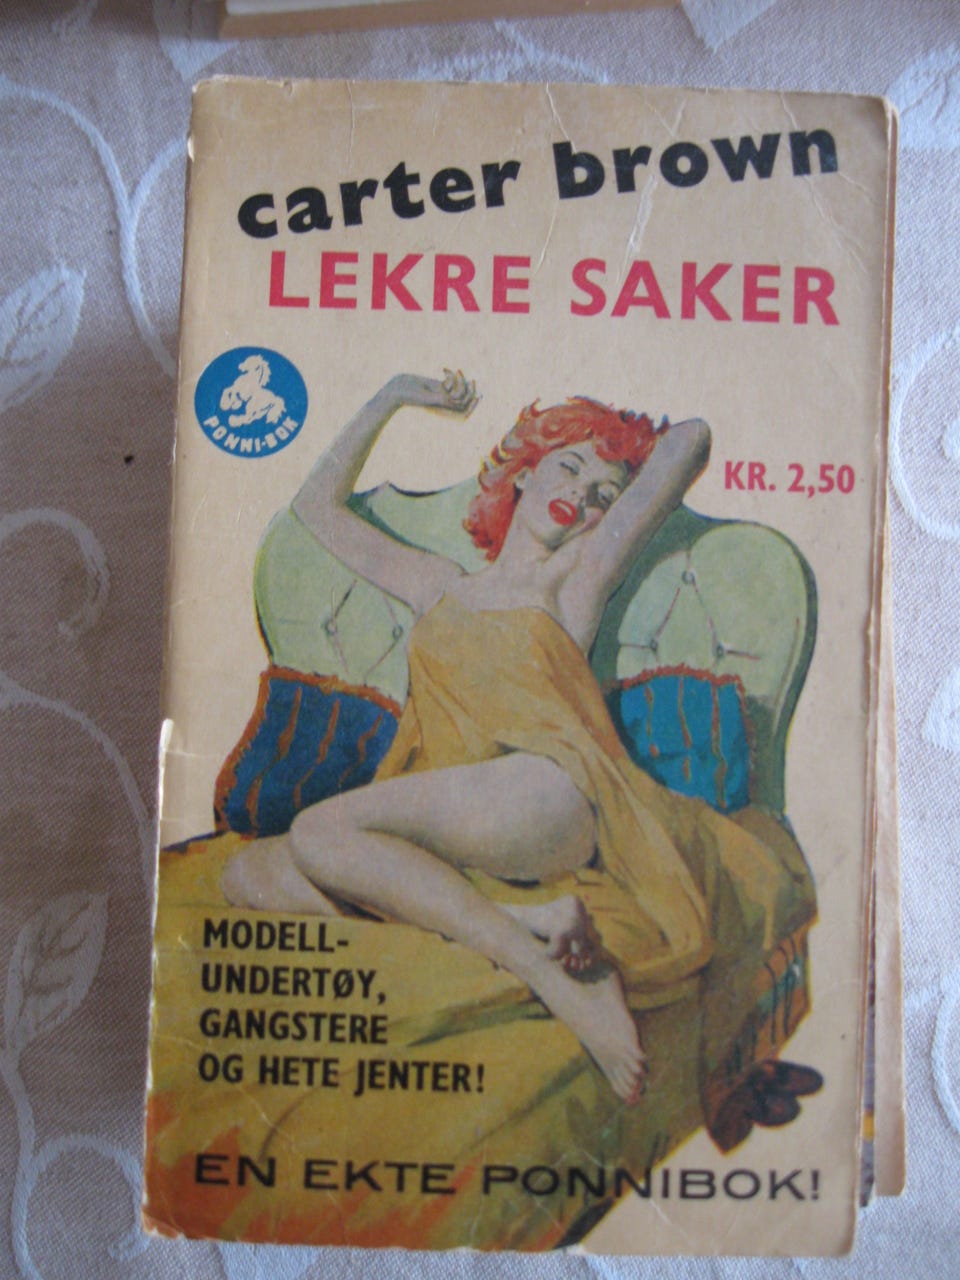 carter brown
LEKRE SAKER
PONNI-BOK
KR. 2,50
MODELL-
UNDERTØY,
GANGSTERE
OG HETE JENTER!
EN EKTE PONNIBOK!